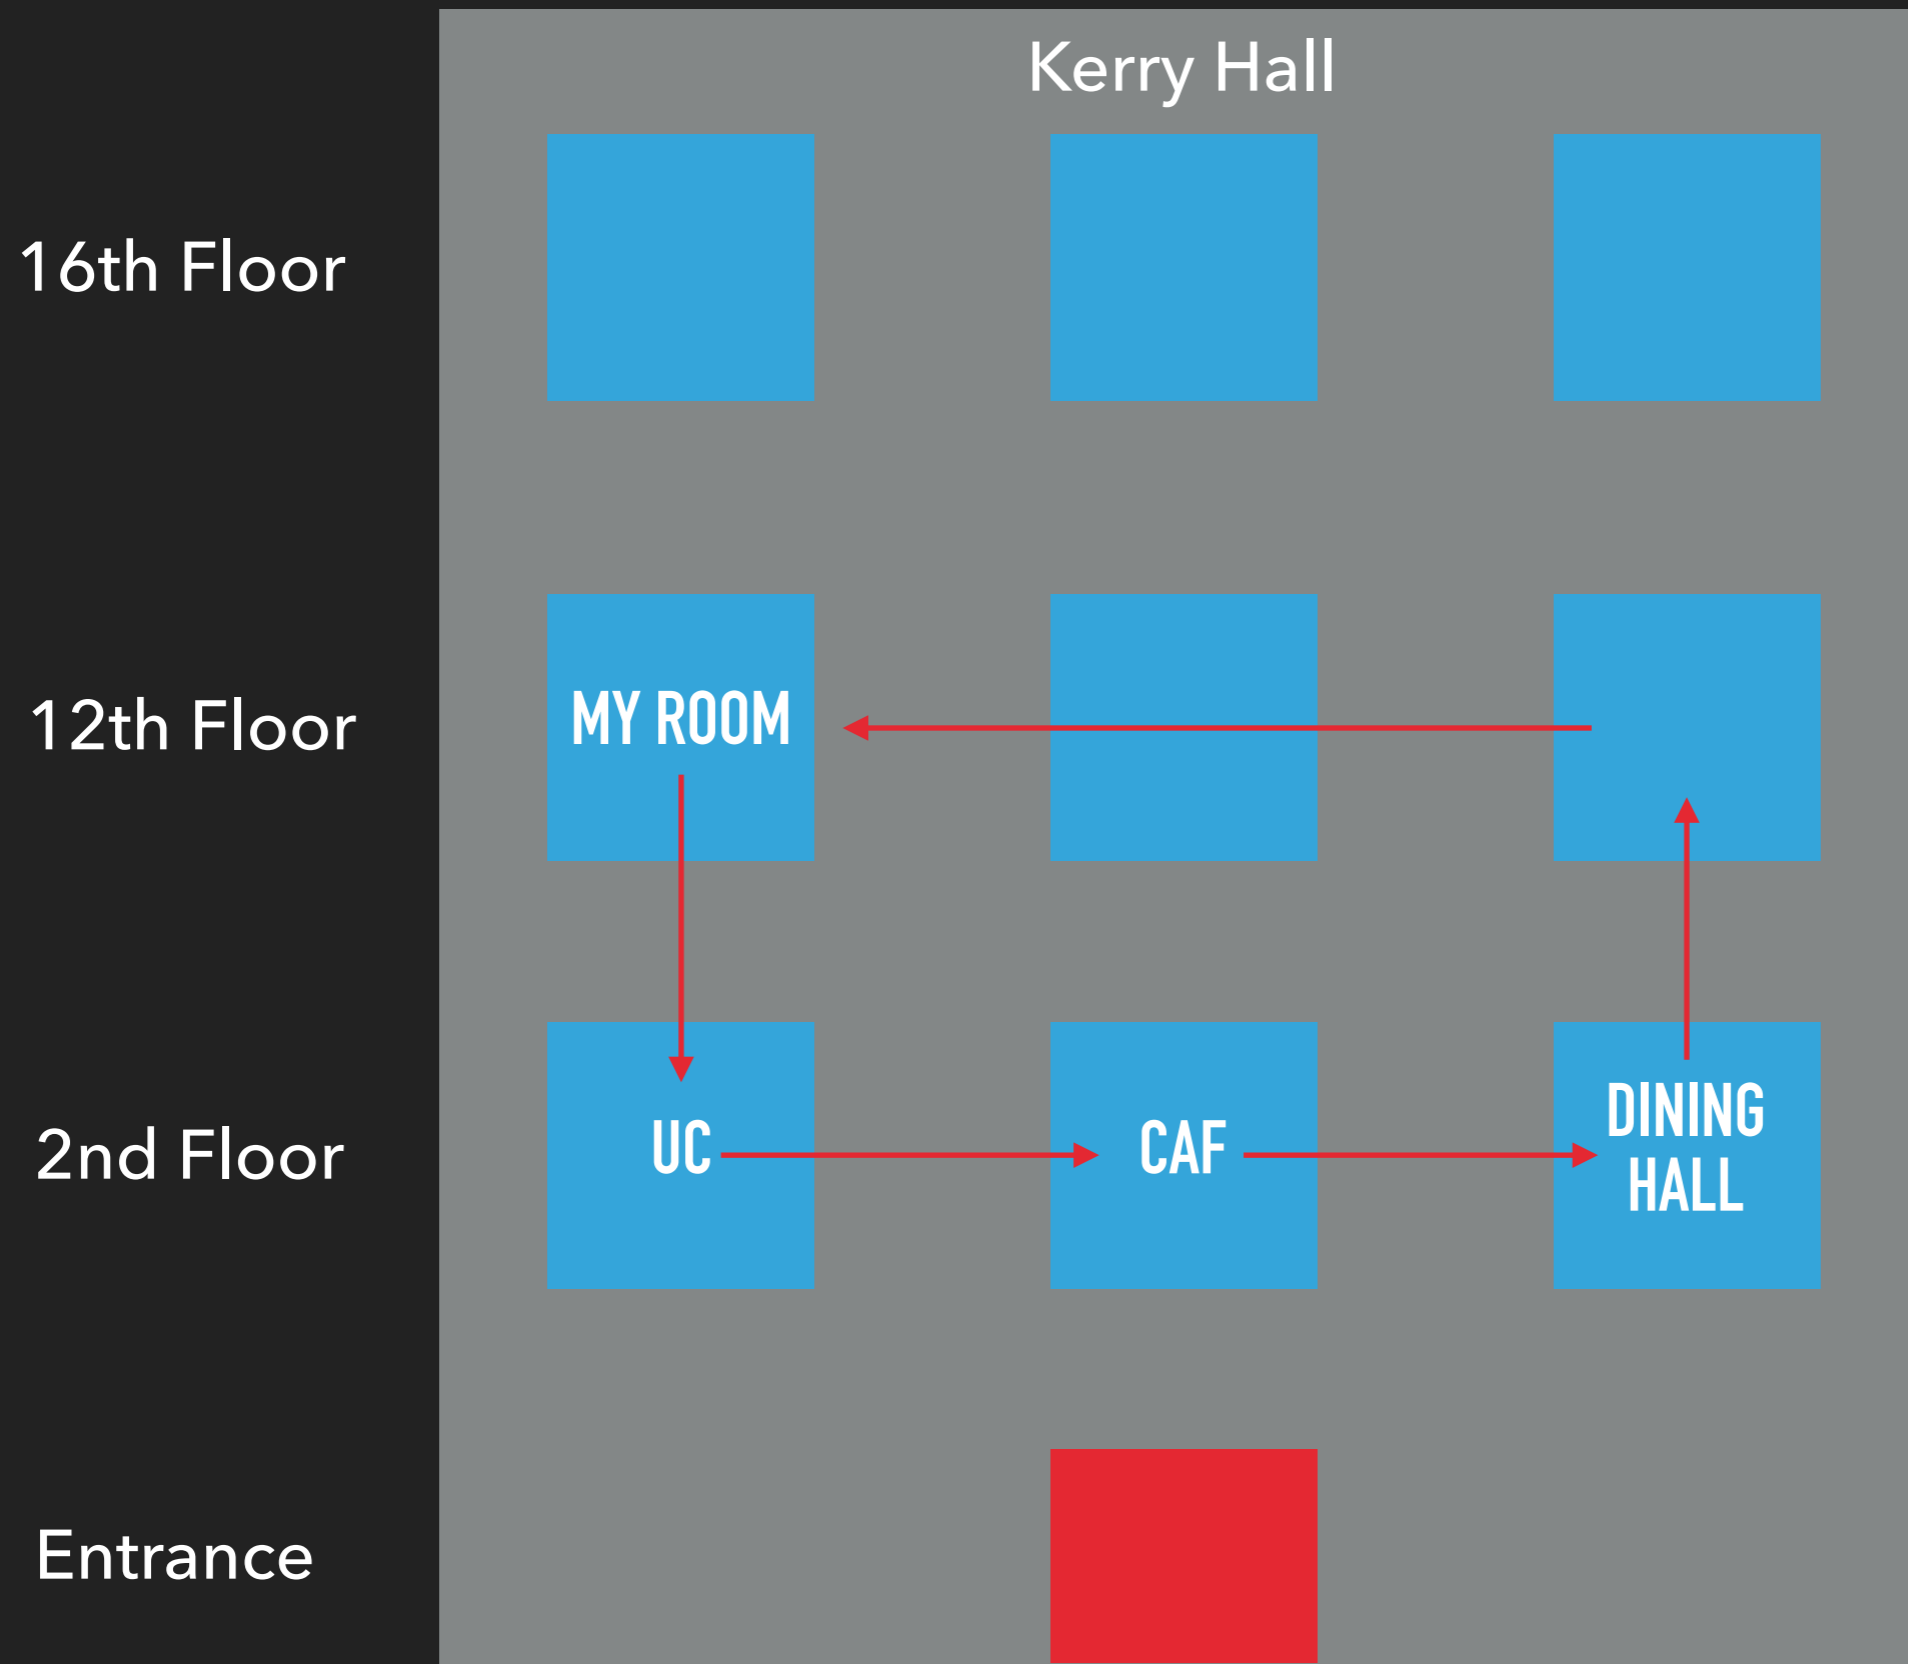 Kerry Hall
16th Floor
12th Floor
MY ROOM
2nd Floor
UC
CAF
DINING
HALL
Entrance